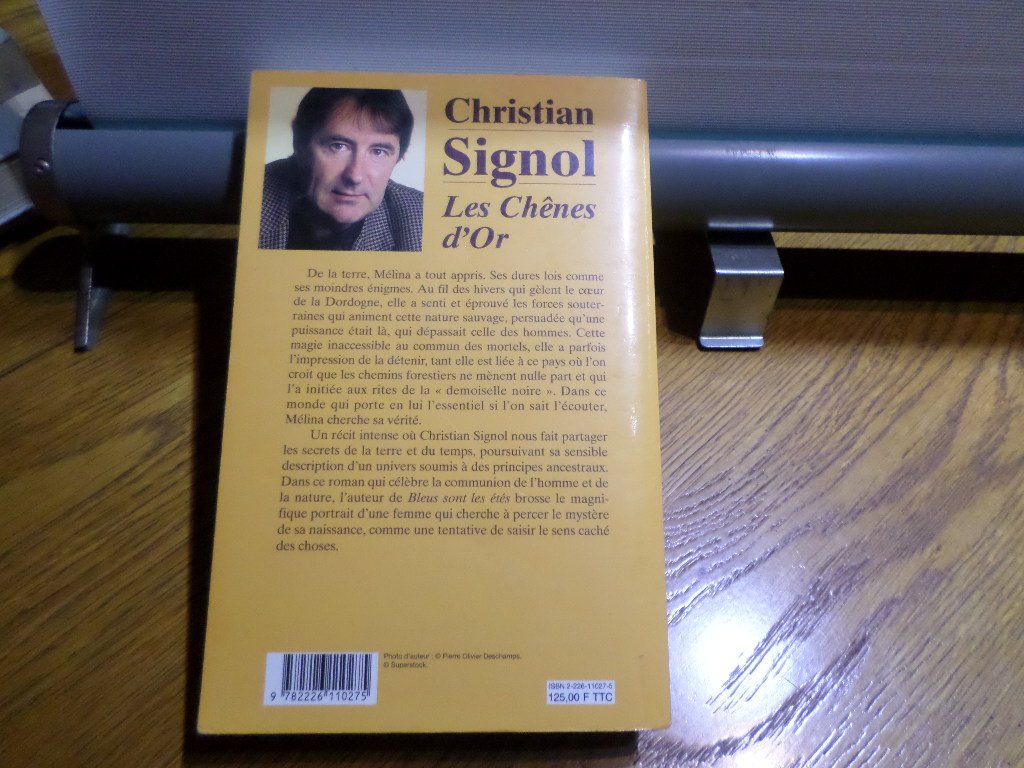 Christian
Signol
Les Chênes
d'Or
De la terre, Mélina a tout appris. Ses dures lois comme
ses moindres énigmes. Au fil des hivers qui gèlent le cœur
de la Dordogne, elle a senti et éprouvé les forces souter-
raines qui animent cette nature sauvage, persuadée qu'une
puissance était là, qui dépassait celle des hommes. Cette
magie inaccessible au commun des mortels, elle a parfois
l'impression de la détenir, tant elle est liée à ce pays où l'on
croit que les chemins forestiers ne mènent nulle part et qui
l'a initiée aux rites de la « demoiselle noire ». Dans ce
monde qui porte en lui l'essentiel si l'on sait l'écouter,
Mélina cherche sa vérité.
Un récit intense où Christian Signol nous fait partager
les secrets de la terre et du temps, poursuivant sa sensible
description d'un univers soumis à des principes ancestraux.
Dans ce roman qui célèbre la communion de l'homme et de
la nature, l'auteur de Bleus sont les étés brosse le magni-
fique portrait d'une femme qui cherche à percer le mystère
de sa naissance, comme une tentative de saisir le sens caché
des choses.
Photo d'auteur : © Pierre Olivier Deschamps.
© Superstock.
9 782226 110275
ISBN 2-226-11027-5
125,00 F TTC